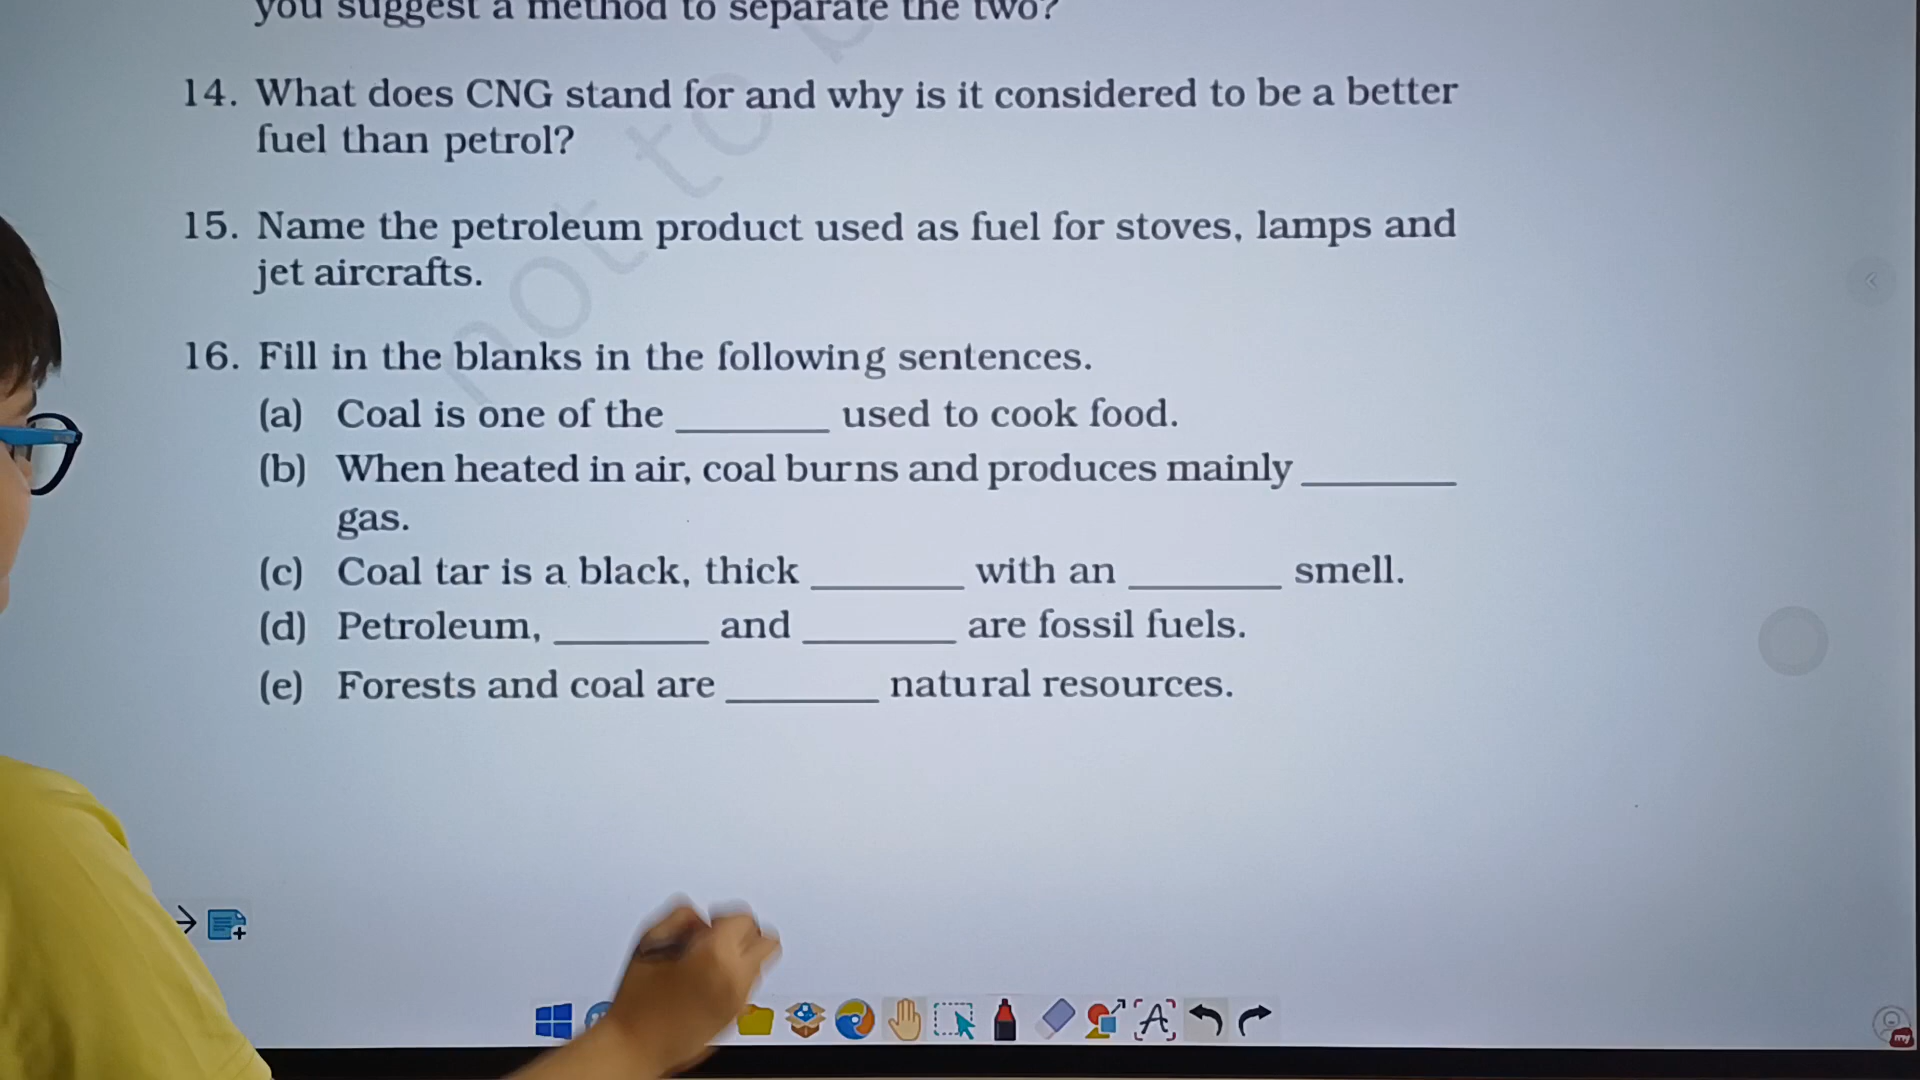 you suggest a method to separate the two?
14. What does CNG stand for and why is it considered to be a better
fuel than petrol?
15. Name the petroleum product used as fuel for stoves, lamps and
jet aircrafts.
16. Fill in the blanks in the following sentences.
(a) Coal is one of the ________ used to cook food.
(b) When heated in air, coal burns and produces mainly ________
gas.
(c) Coal tar is a black, thick ________ with an ________ smell.
(d) Petroleum, ________ and ________ are fossil fuels.
(e) Forests and coal are ________ natural resources.
not to
A
my